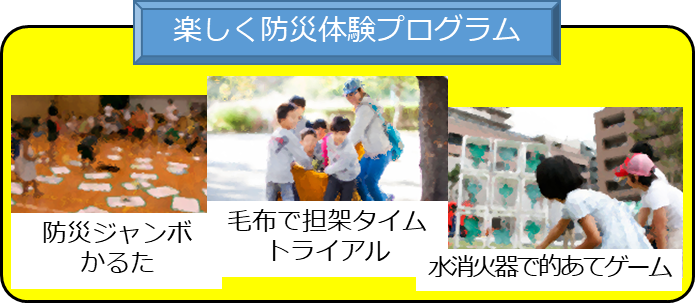 楽しく防災体験プログラム
防災ジャンボ
かるた
毛布で担架タイム
トライアル
水消火器で的あてゲーム